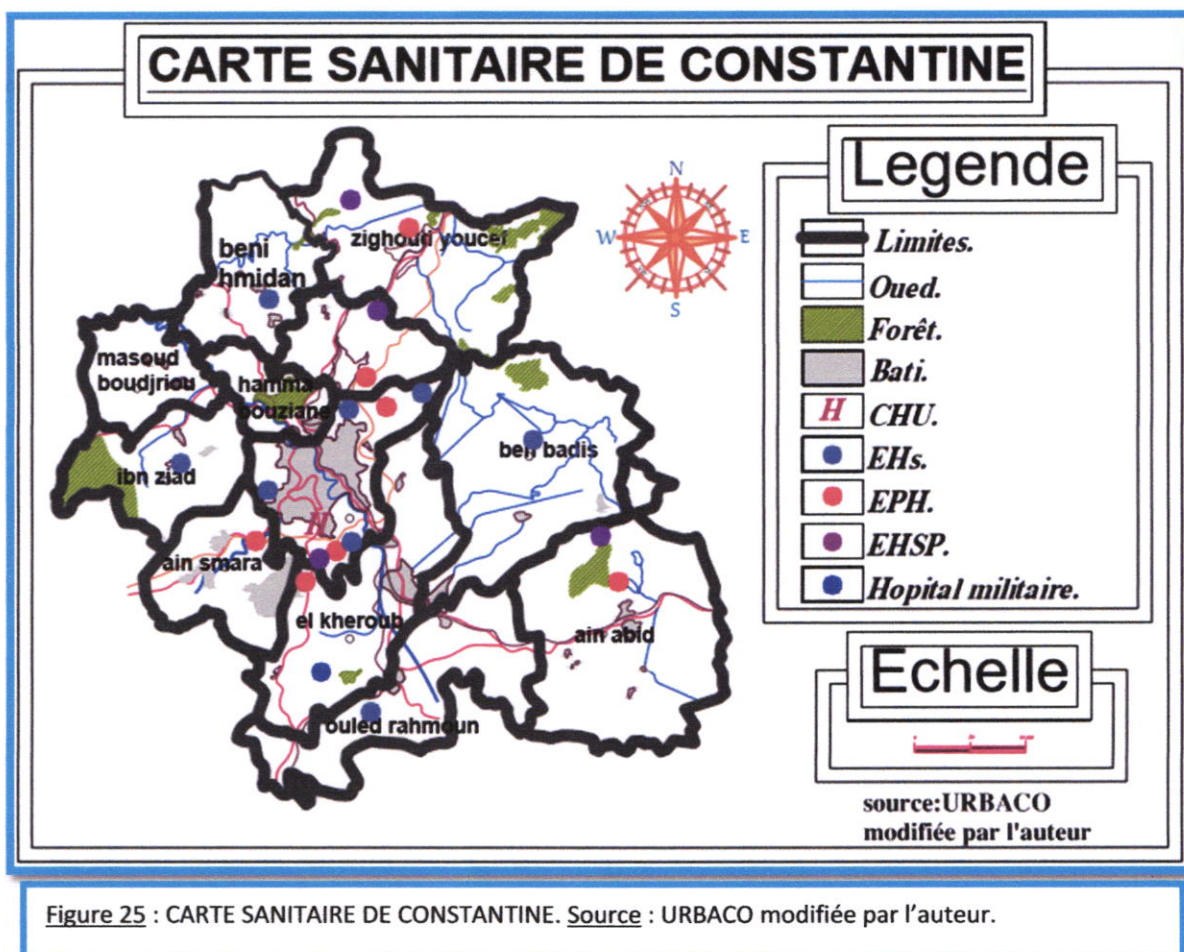 CARTE SANITAIRE DE CONSTANTINE
Legende
Limites.
Oued.
Forêt.
Bati.
H CHU.
EHs.
EPH.
EHSP.
Hopital militaire.
Echelle
source:URBACO
modifiée par l'auteur
N
W E
S
zighoud youcef
beni
hmidan
masoud
boudjriou
hamma
bouziane
ibn ziad
ben badis
H
ain smara
el kheroub
ain abid
ouled rahmoun
Figure 25 : CARTE SANITAIRE DE CONSTANTINE. Source : URBACO modifiée par l'auteur.